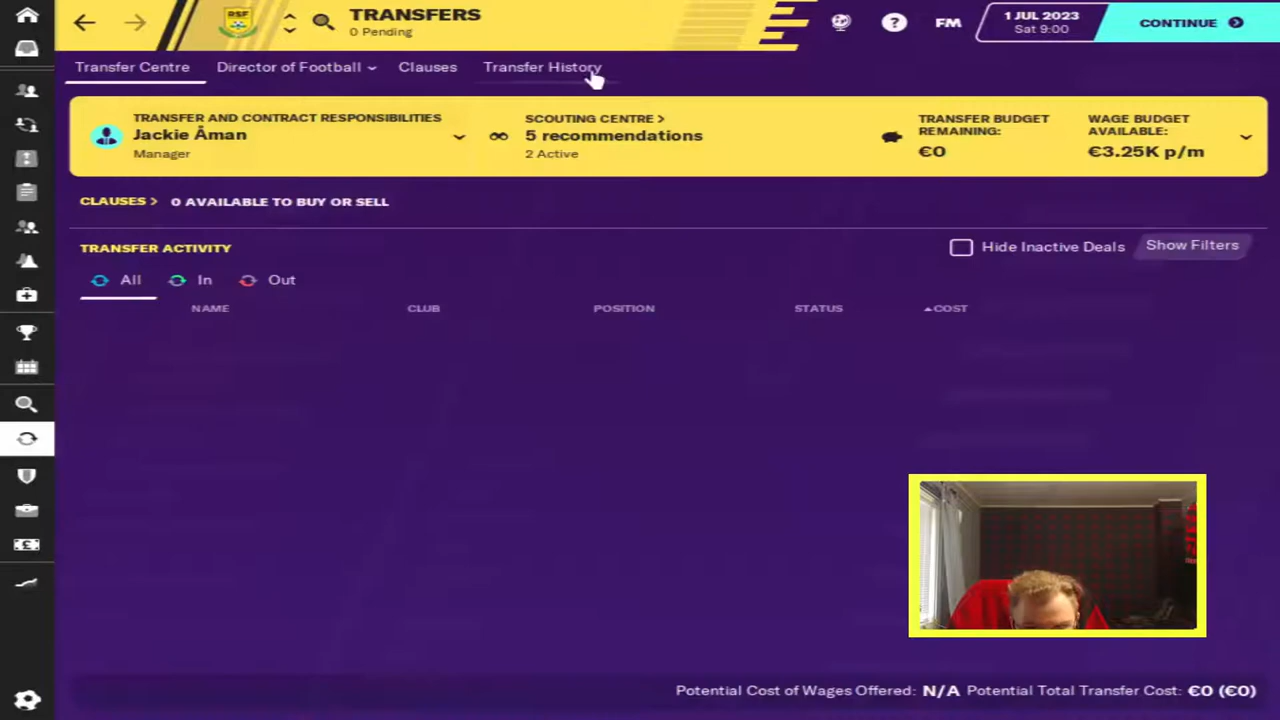 RSF
TRANSFERS
0 Pending
?
FM
1 JUL 2023
Sat 9:00
CONTINUE
Transfer Centre
Director of Football
Clauses
Transfer History
TRANSFER AND CONTRACT RESPONSIBILITIES
Jackie Åman
Manager
SCOUTING CENTRE >
5 recommendations
2 Active
TRANSFER BUDGET
REMAINING:
€0
WAGE BUDGET
AVAILABLE:
€3.25K p/m
CLAUSES > 0 AVAILABLE TO BUY OR SELL
TRANSFER ACTIVITY
Hide Inactive Deals
Show Filters
All
In
Out
NAME
CLUB
POSITION
STATUS
COST
Potential Cost of Wages Offered: N/A Potential Total Transfer Cost: €0 (€0)